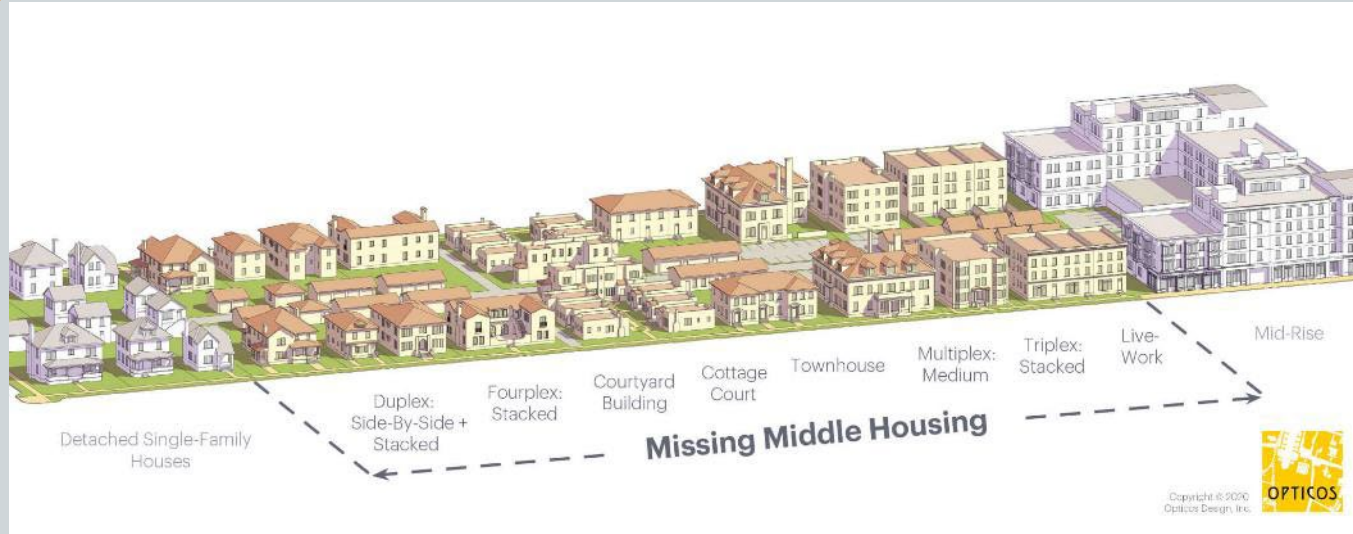 Detached Single-Family
Houses
Duplex:
Side-By-Side +
Stacked
Fourplex:
Stacked
Courtyard
Building
Cottage
Court
Townhouse
Multiplex:
Medium
Triplex:
Stacked
Live-
Work
Mid-Rise
Missing Middle Housing
Copyright © 2020
Opticos Design, Inc.
OPTICOS